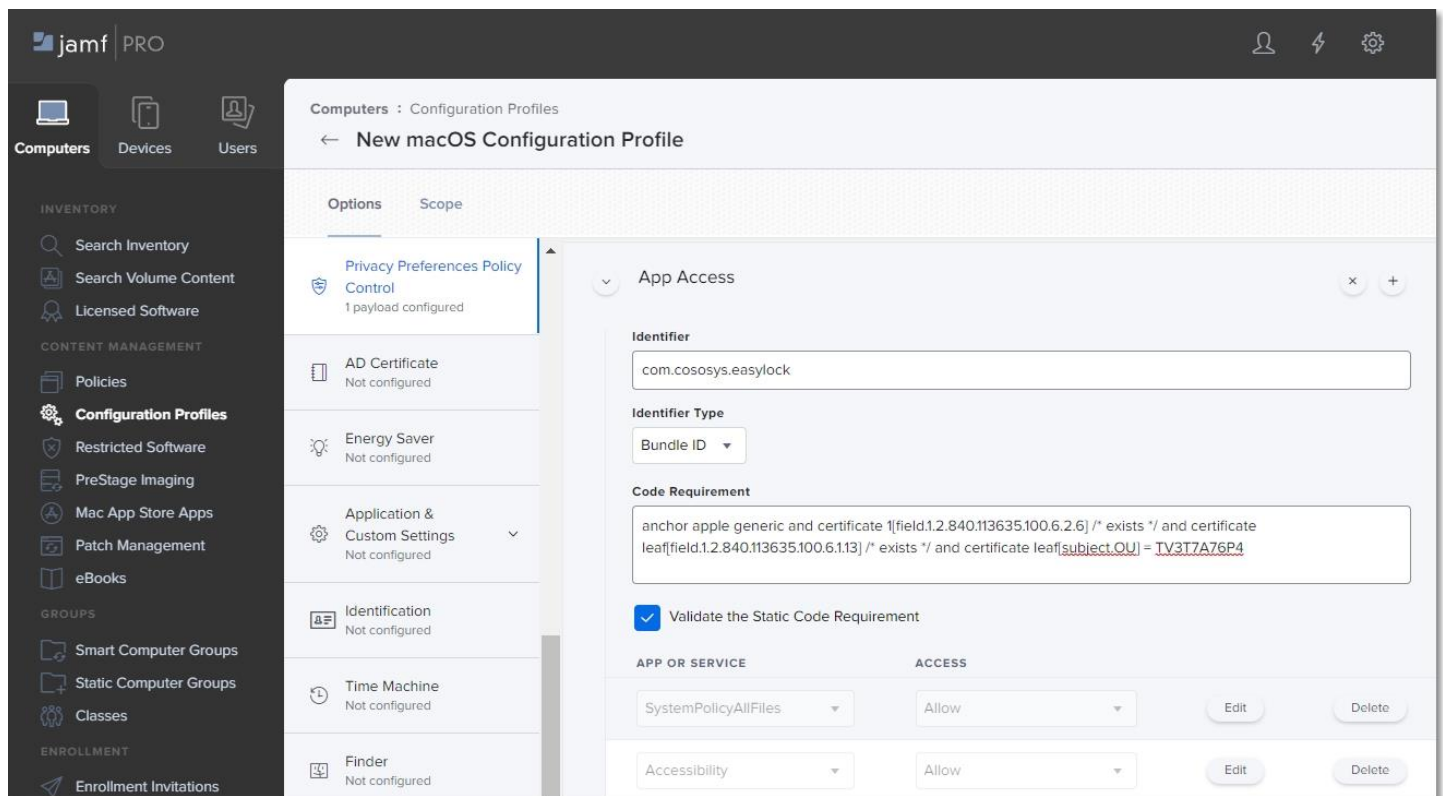 jamf PRO
Computers
Devices
Users
INVENTORY
Search Inventory
Search Volume Content
Licensed Software
CONTENT MANAGEMENT
Policies
Configuration Profiles
Restricted Software
PreStage Imaging
Mac App Store Apps
Patch Management
eBooks
GROUPS
Smart Computer Groups
Static Computer Groups
Classes
ENROLLMENT
Enrollment Invitations
Computers : Configuration Profiles
← New macOS Configuration Profile
Options
Scope
Privacy Preferences Policy
Control
1 payload configured
AD Certificate
Not configured
Energy Saver
Not configured
Application &
Custom Settings
Not configured
Identification
Not configured
Time Machine
Not configured
Finder
Not configured
App Access
Identifier
com.cososys.easylock
Identifier Type
Bundle ID
Code Requirement
anchor apple generic and certificate 1[field.1.2.840.113635.100.6.2.6] /* exists */ and certificate
leaf[field.1.2.840.113635.100.6.1.13] /* exists */ and certificate leaf[subject.OU] = TV3T7A76P4
Validate the Static Code Requirement
APP OR SERVICE ACCESS
SystemPolicyAllFiles Allow Edit Delete
Accessibility Allow Edit Delete